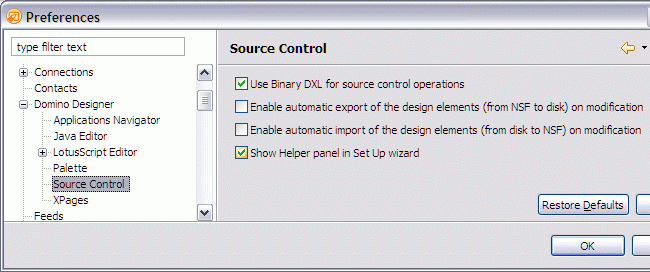 Preferences
type filter text
Connections
Contacts
Domino Designer
Applications Navigator
Java Editor
LotusScript Editor
Palette
Source Control
XPages
Feeds
Source Control
Use Binary DXL for source control operations
Enable automatic export of the design elements (from NSF to disk) on modification
Enable automatic import of the design elements (from disk to NSF) on modification
Show Helper panel in Set Up wizard
Restore Defaults
OK